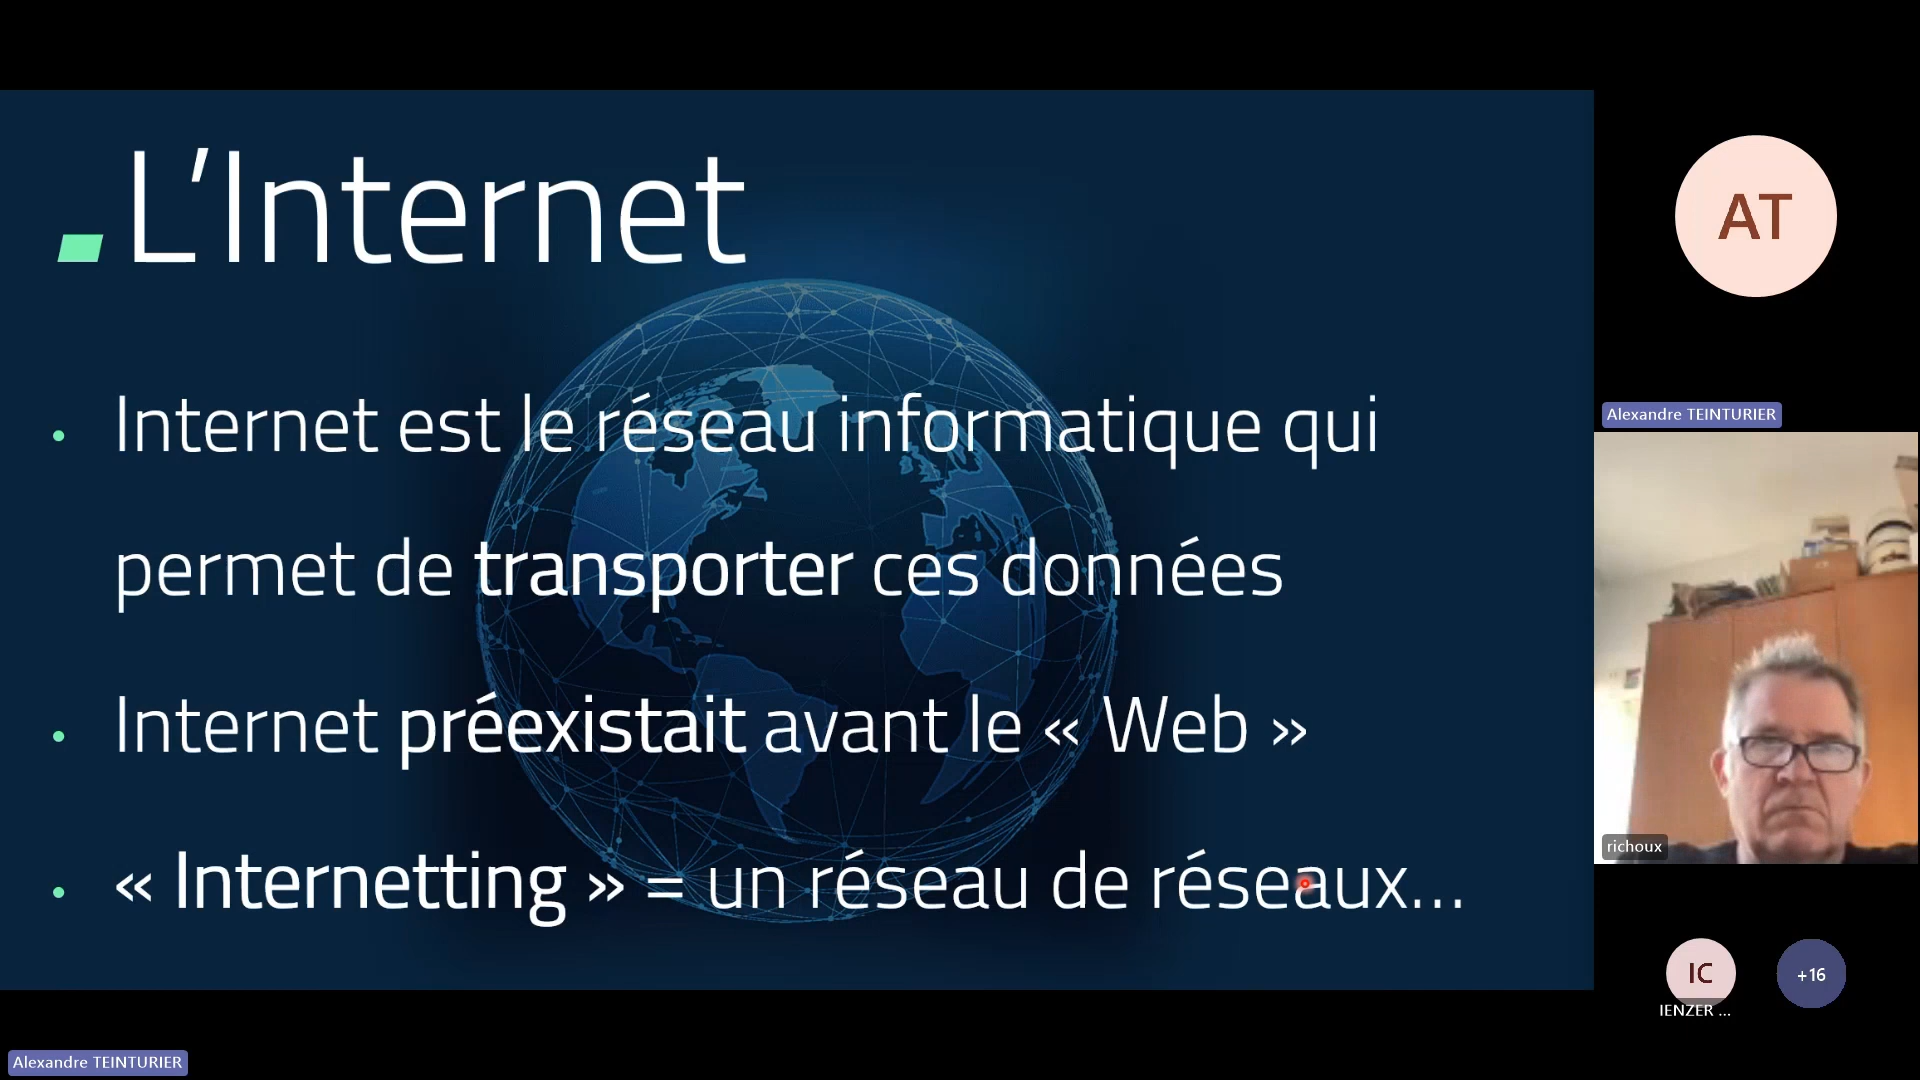 L’Internet
Internet est le réseau informatique qui
permet de transporter ces données
Internet préexistait avant le « Web »
« Internetting » = un réseau de réseaux...
AT
Alexandre TEINTURIER
richoux
IC
IENZER ...
+16
Alexandre TEINTURIER